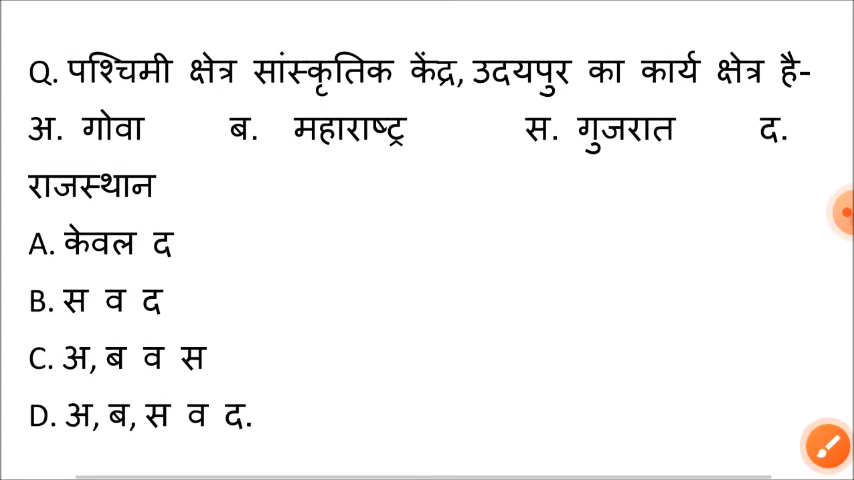 Q. पश्चिमी क्षेत्र सांस्कृतिक केंद्र, उदयपुर का कार्य क्षेत्र है-
अ. गोवा ब. महाराष्ट्र स. गुजरात द.
राजस्थान
A. केवल द
B. स व द
C. अ, ब व स
D. अ, ब, स व द.